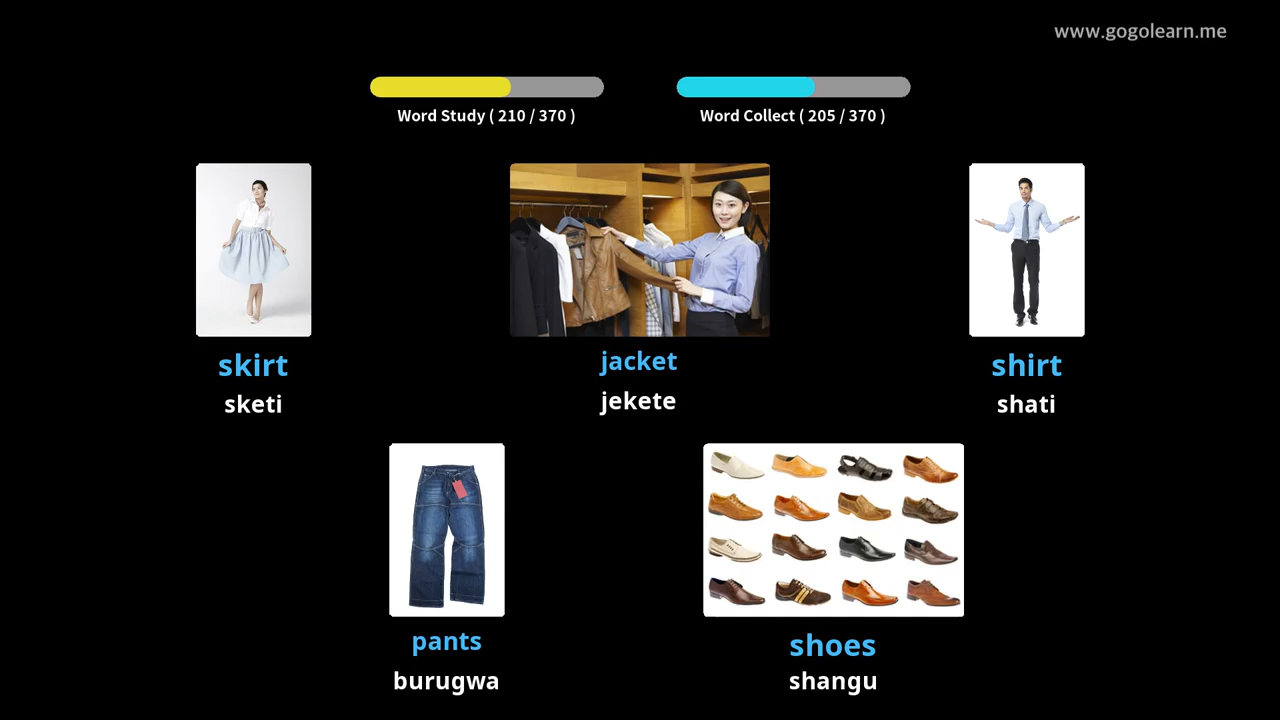 www.gogolearn.me
Word Study ( 210 / 370 )
Word Collect ( 205 / 370 )
skirt
sketi
jacket
jekete
shirt
shati
pants
burugwa
shoes
shangu